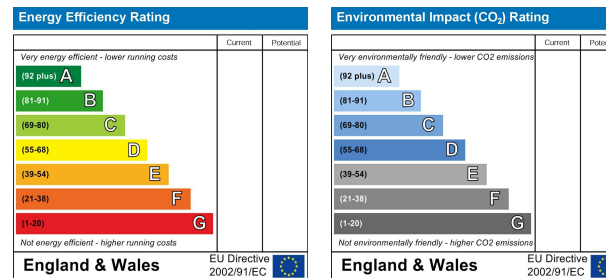 Energy Efficiency Rating
Current Potential
Very energy efficient - lower running costs
(92 plus) A
(81-91) B
(69-80) C
(55-68) D
(39-54) E
(21-38) F
(1-20) G
Not energy efficient - higher running costs
England & Wales
EU Directive
2002/91/EC
Environmental Impact (CO₂) Rating
Current Poten
Very environmentally friendly - lower CO2 emissions
(92 plus) A
(81-91) B
(69-80) C
(55-68) D
(39-54) E
(21-38) F
(1-20) G
Not environmentally friendly - higher CO2 emissions
England & Wales
EU Directive
2002/91/EC